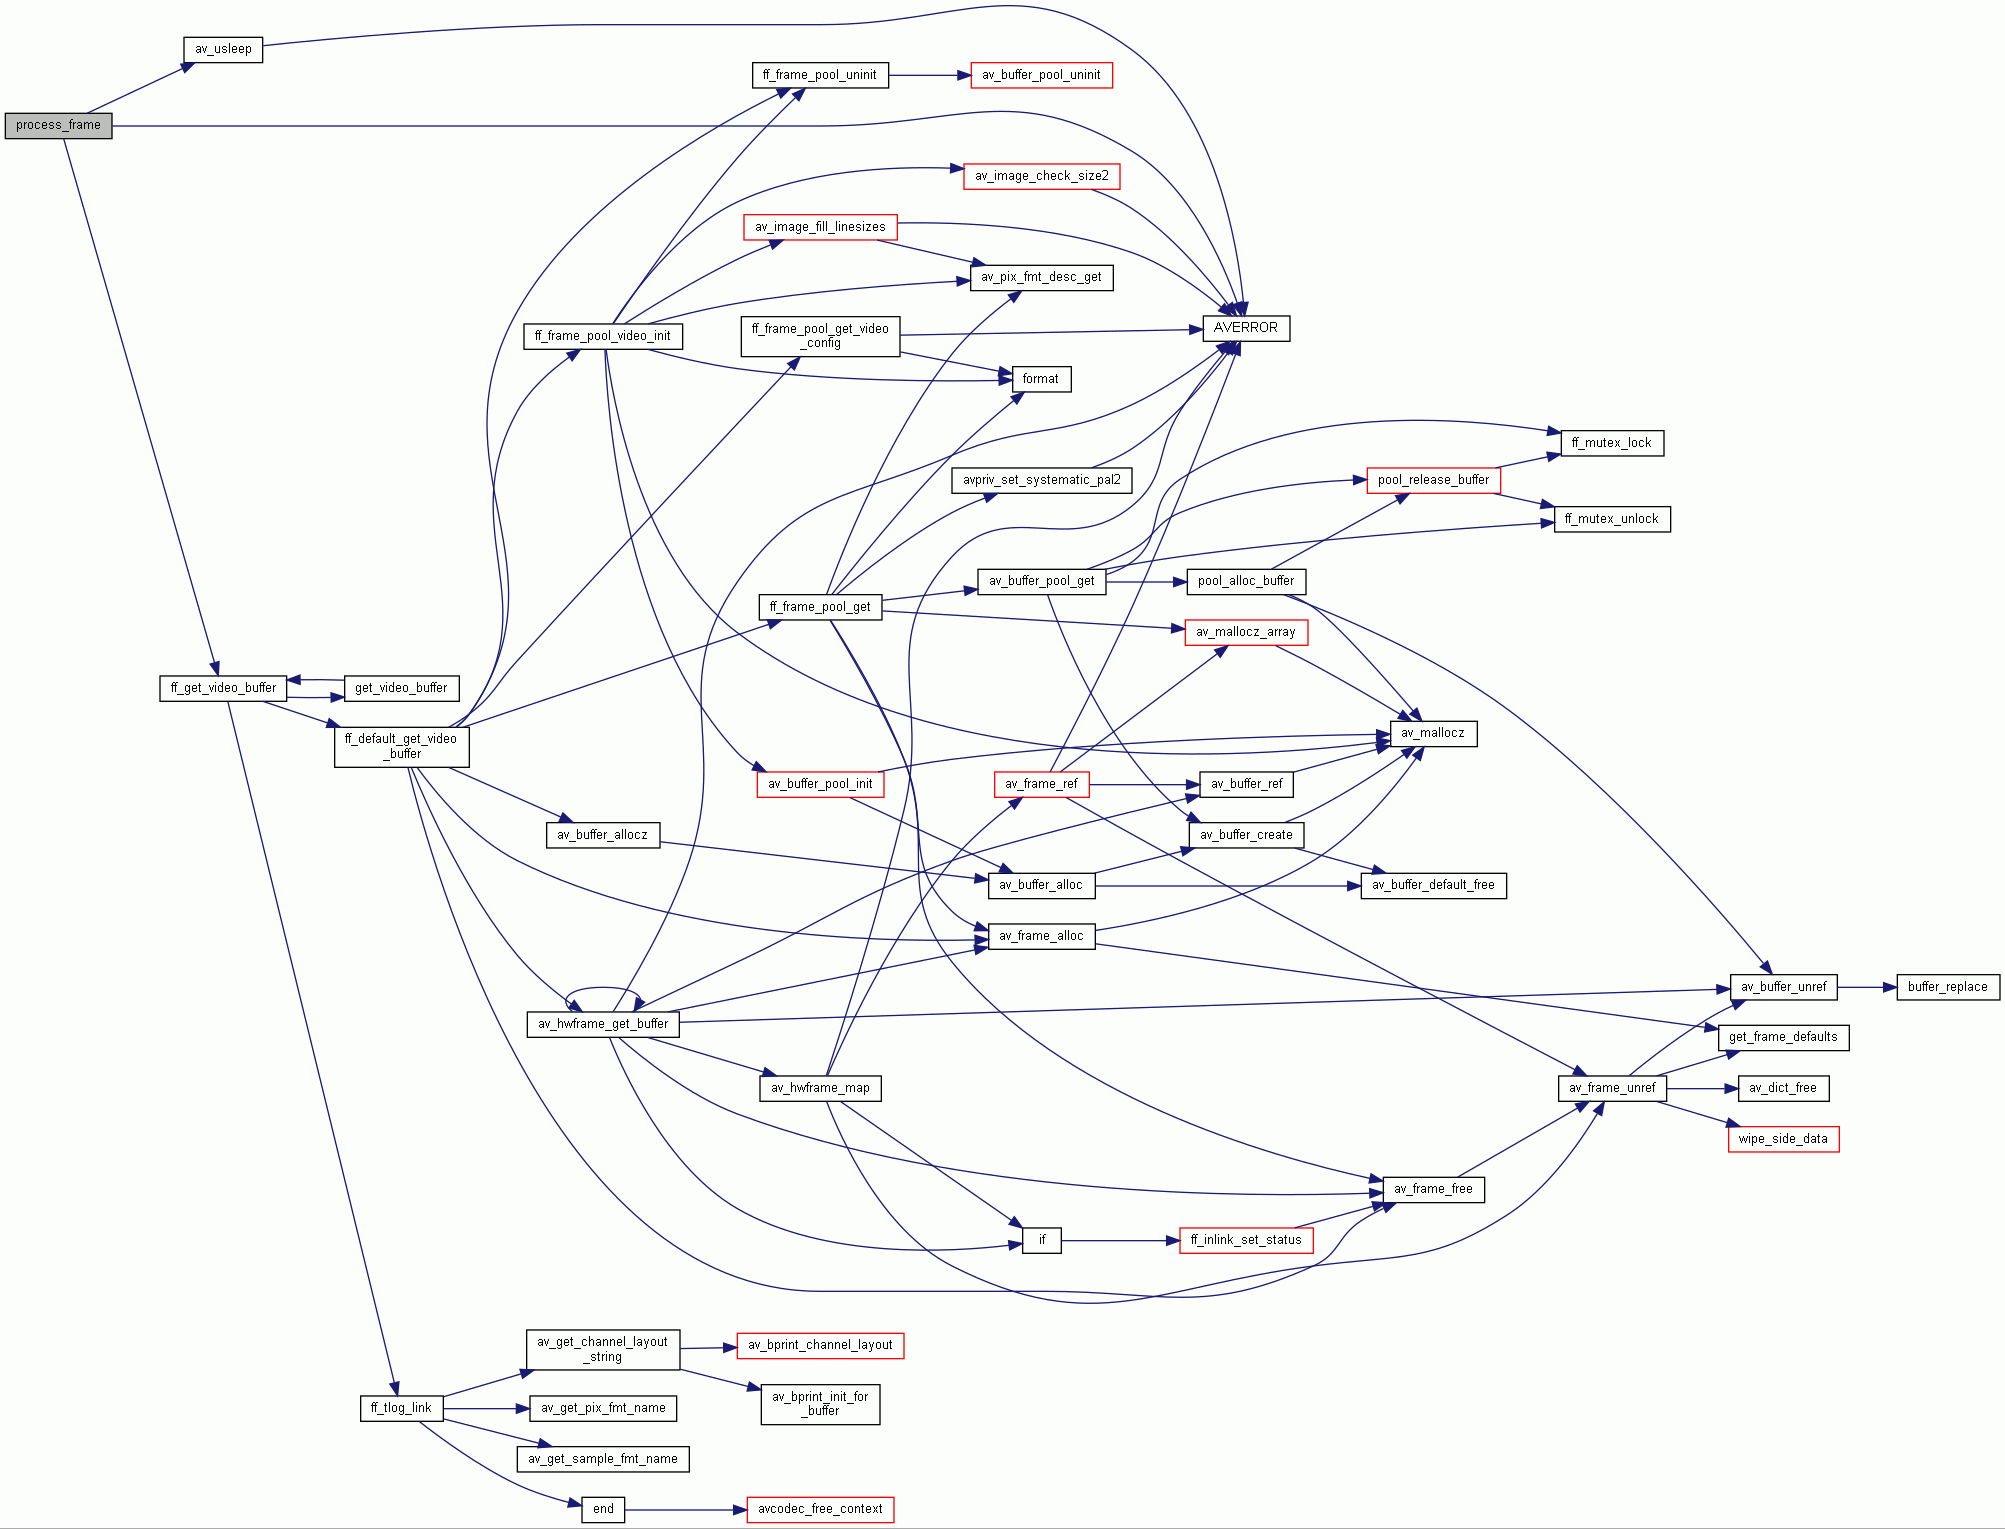 av_usleep
ff_frame_pool_uninit
av_buffer_pool_uninit
process_frame
av_image_check_size2
av_image_fill_linesizes
av_pix_fmt_desc_get
ff_frame_pool_video_init
ff_frame_pool_get_video
_config
AVERROR
format
ff_mutex_lock
avpriv_set_systematic_pal2
pool_release_buffer
ff_mutex_unlock
av_buffer_pool_get
pool_alloc_buffer
ff_frame_pool_get
av_mallocz_array
ff_get_video_buffer
get_video_buffer
ff_default_get_video
_buffer
av_mallocz
av_buffer_pool_init
av_frame_ref
av_buffer_ref
av_buffer_allocz
av_buffer_create
av_buffer_alloc
av_buffer_default_free
av_frame_alloc
av_buffer_unref
buffer_replace
av_hwframe_get_buffer
get_frame_defaults
av_hwframe_map
av_frame_unref
av_dict_free
wipe_side_data
av_frame_free
if
ff_inlink_set_status
av_get_channel_layout
_string
av_bprint_channel_layout
av_bprint_init_for
_buffer
ff_tlog_link
av_get_pix_fmt_name
av_get_sample_fmt_name
end
avcodec_free_context